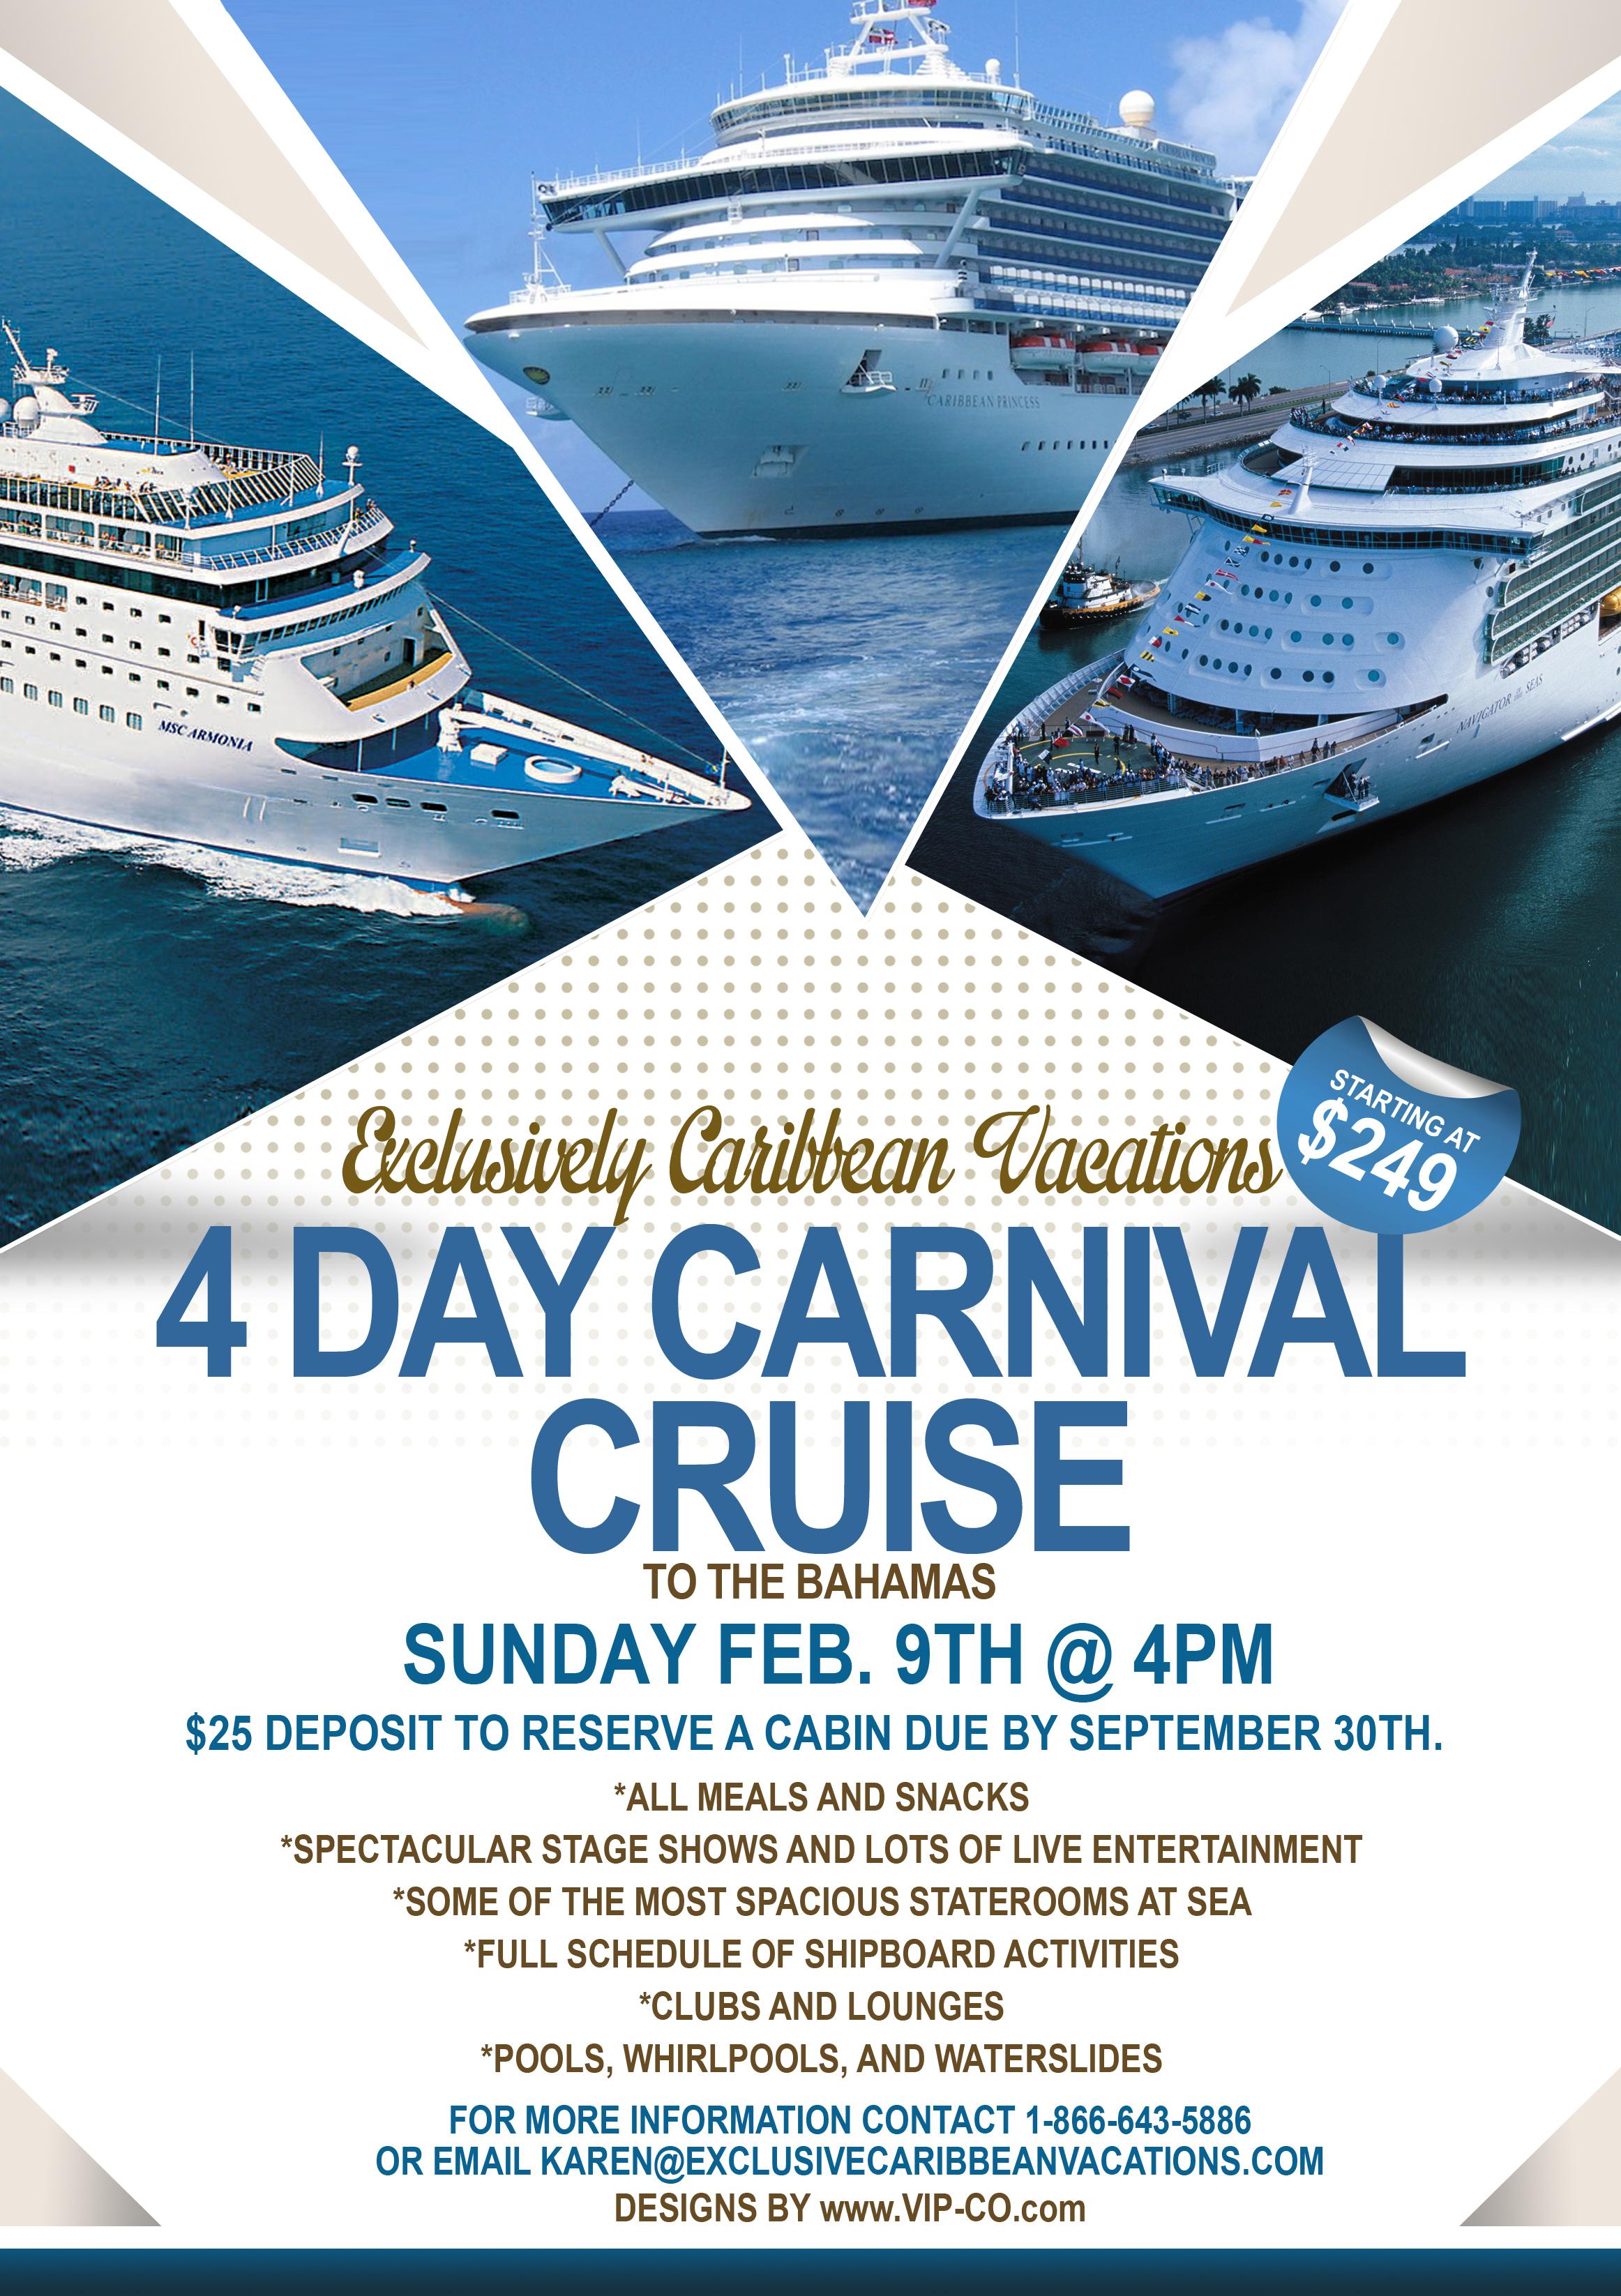 CARIBBEAN PRINCESS
MSC ARMONIA
NAVIGATOR of the SEAS
STARTING AT
$249
Exclusively Caribbean Vacations
4 DAY CARNIVAL
CRUISE
TO THE BAHAMAS
SUNDAY FEB. 9TH @ 4PM
$25 DEPOSIT TO RESERVE A CABIN DUE BY SEPTEMBER 30TH.
*ALL MEALS AND SNACKS
*SPECTACULAR STAGE SHOWS AND LOTS OF LIVE ENTERTAINMENT
*SOME OF THE MOST SPACIOUS STATEROOMS AT SEA
*FULL SCHEDULE OF SHIPBOARD ACTIVITIES
*CLUBS AND LOUNGES
*POOLS, WHIRLPOOLS, AND WATERSLIDES
FOR MORE INFORMATION CONTACT 1-866-643-5886
OR EMAIL KAREN@EXCLUSIVECARIBBEANVACATIONS.COM
DESIGNS BY www.VIP-CO.com